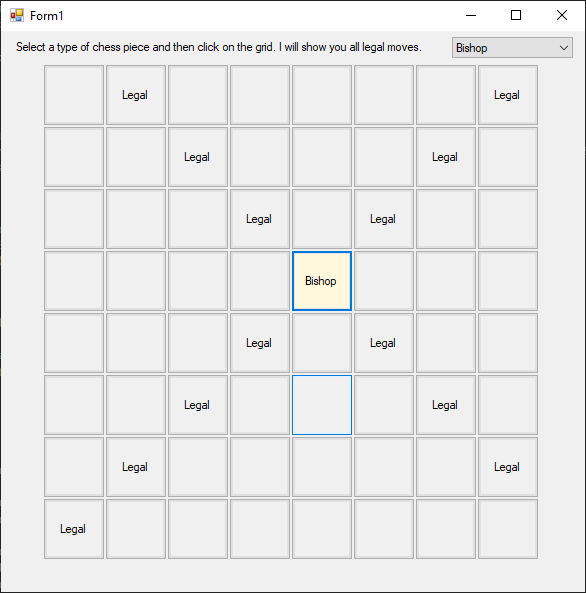 Form1
Select a type of chess piece and then click on the grid. I will show you all legal moves. Bishop
Legal Legal
Legal Legal
Legal Legal
Bishop
Legal Legal
Legal Legal
Legal Legal
Legal